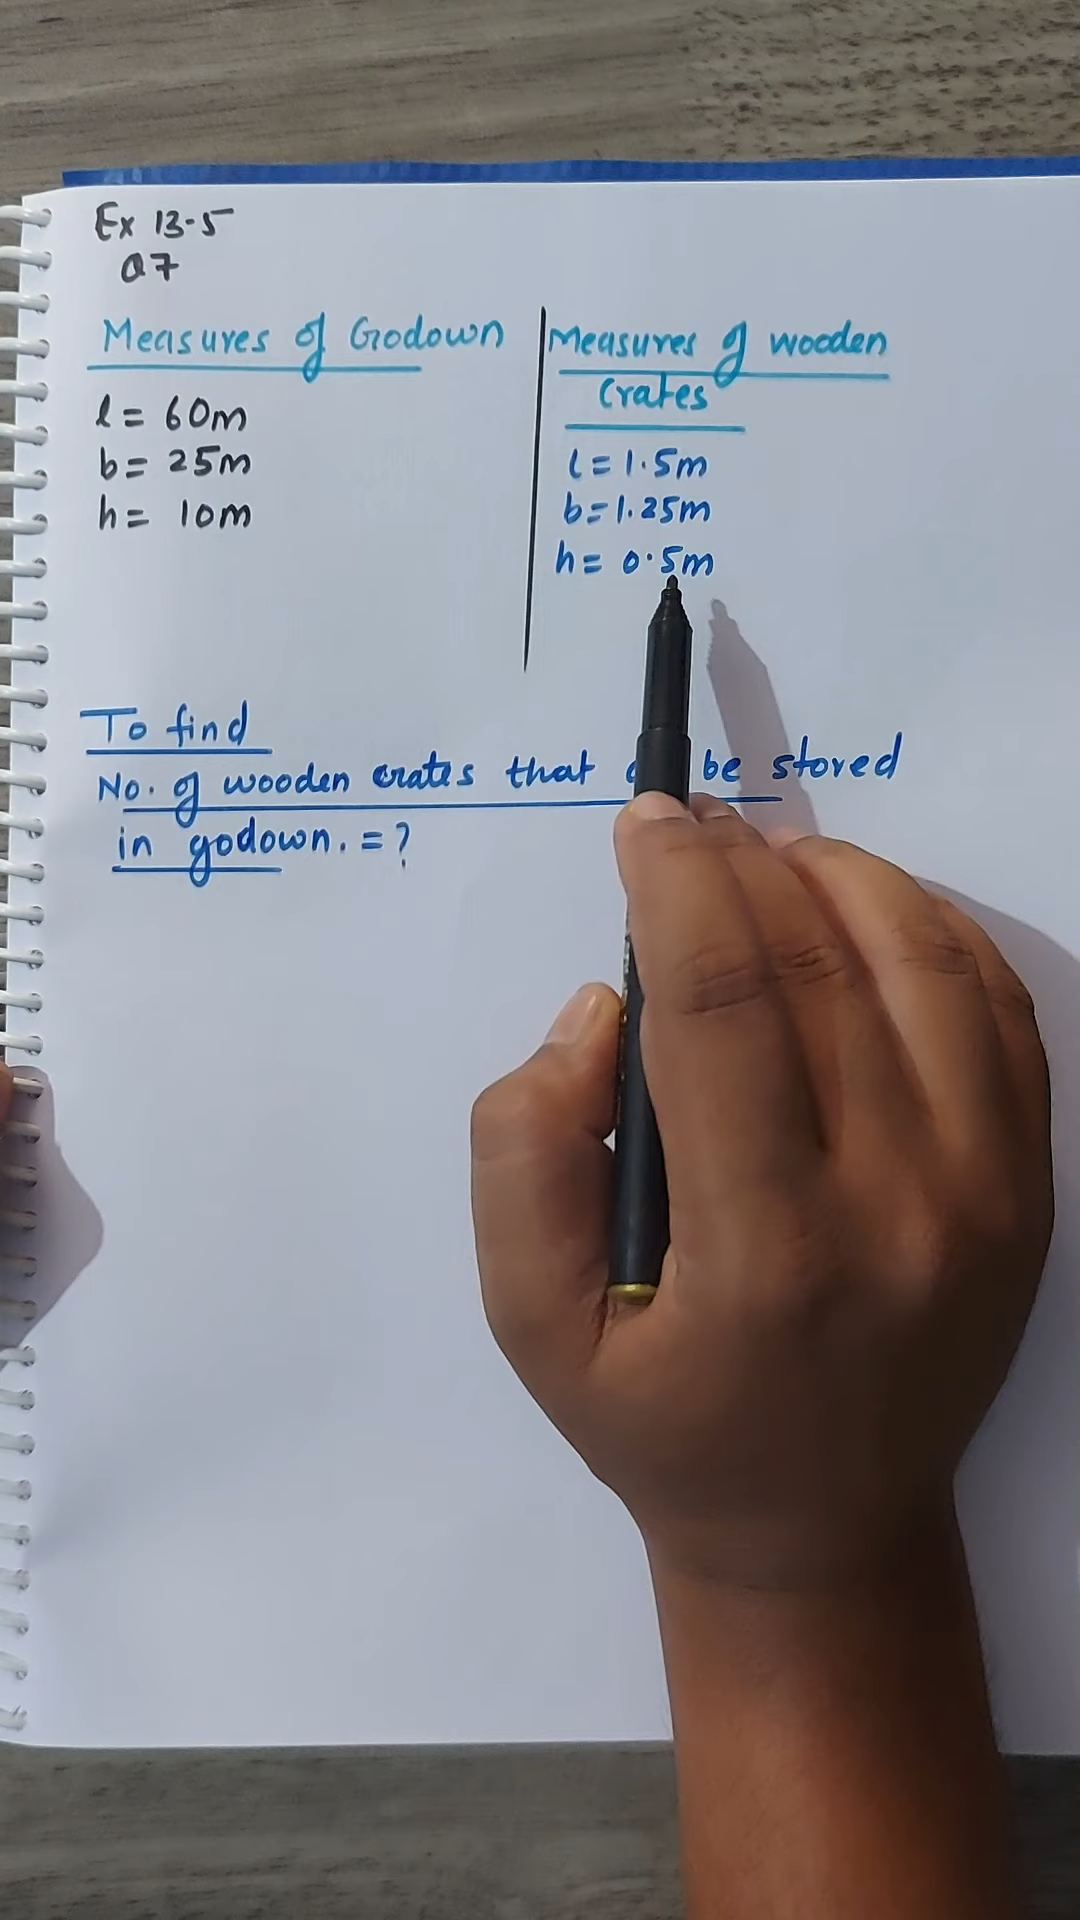 Ex 13.5
Q7
Measures of Godown
l = 60m
b = 25m
h = 10m
Measures of wooden
Crates
l = 1.5m
b = 1.25m
h = 0.5m
To find
No. of wooden crates that be stored
in godown. = ?